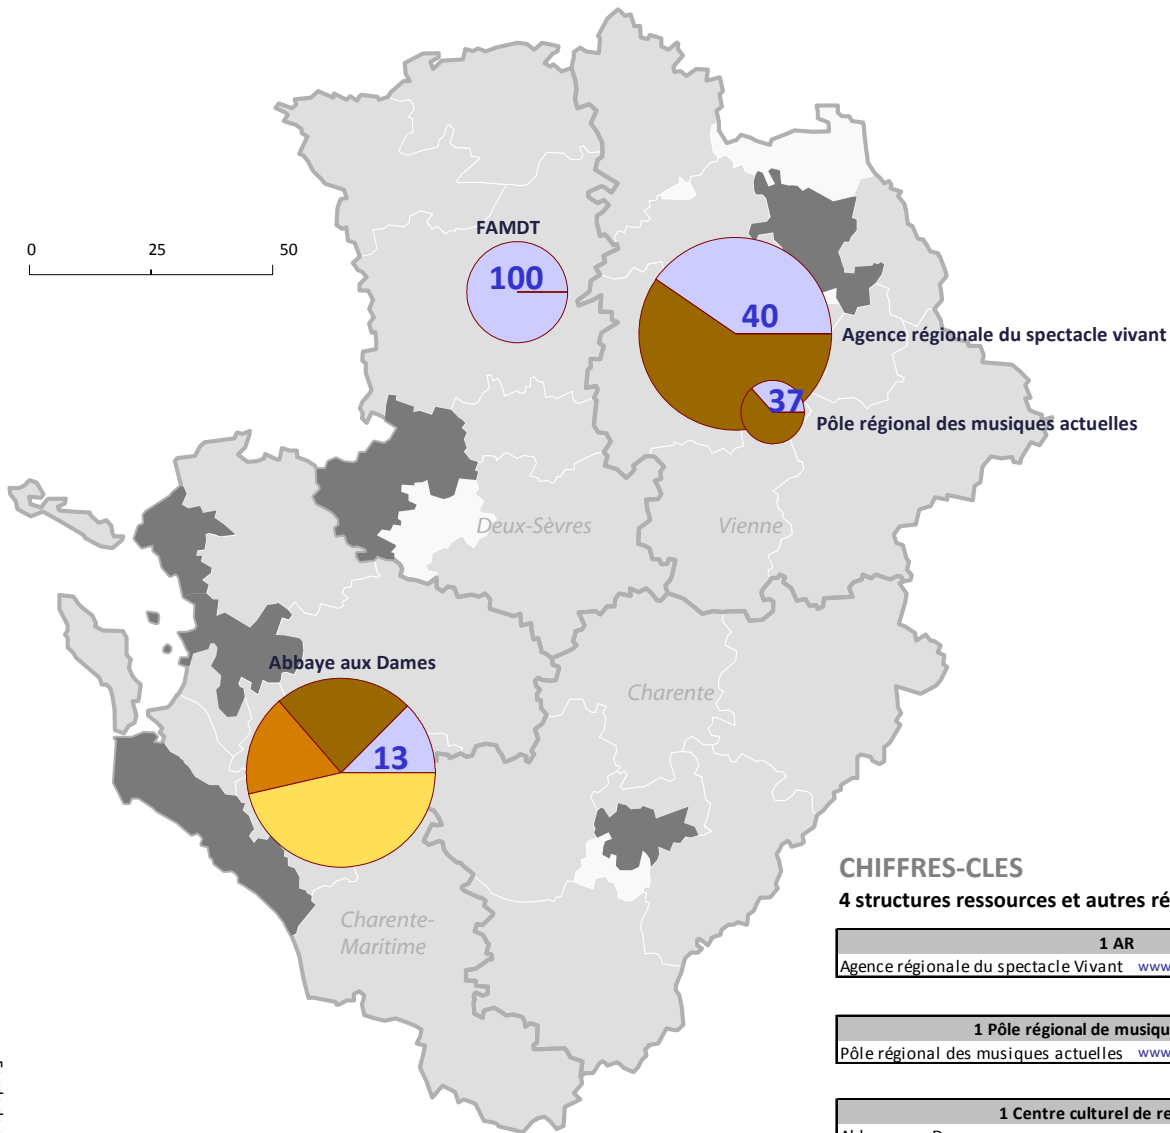 FAMDT
0 25 50
100
40
Agence régionale du spectacle vivant
37
Pôle régional des musiques actuelles
Deux-Sèvres
Vienne
Abbaye aux Dames
Charente
13
CHIFFRES-CLES
4 structures ressources et autres ré
Charente-
Maritime
1 AR
Agence régionale du spectacle Vivant www
1 Pôle régional de musiqu
Pôle régional des musiques actuelles www
1 Centre culturel de re